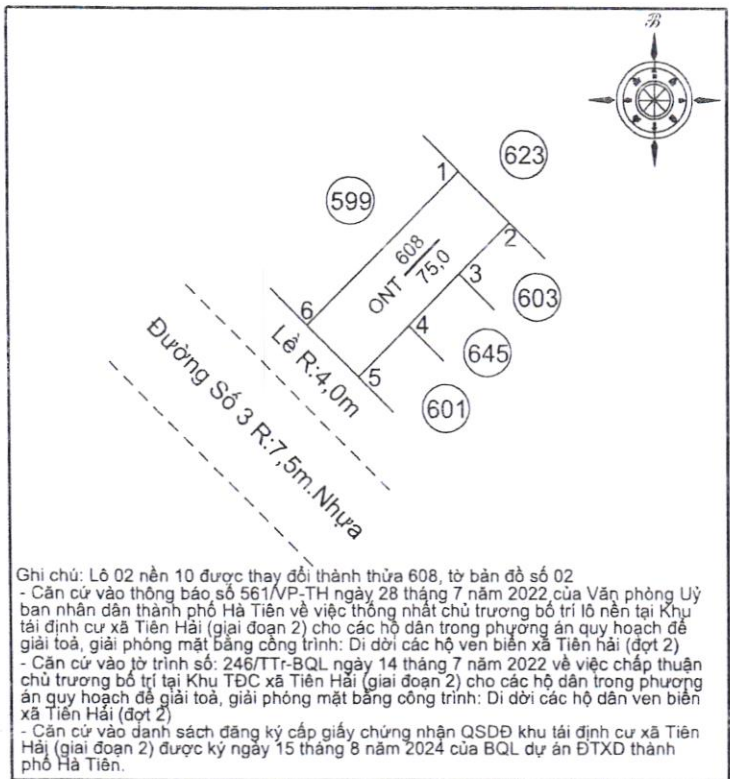 B
623
1
599
608
75,0
ONT
2
3
603
6
4
645
5
601
Lề R:4,0m
Đường Số 3 R:7,5m.Nhựa
Ghi chú: Lô 02 nền 10 được thay đổi thành thửa 608, tờ bản đồ số 02
- Căn cứ vào thông báo số 561/VP-TH ngày 28 tháng 7 năm 2022 của Văn phòng Uỷ
ban nhân dân thành phố Hà Tiên về việc thống nhất chủ trương bố trí lô nền tại Khu
tái định cư xã Tiên Hải (giai đoạn 2) cho các hộ dân trong phương án quy hoạch để
giải toả, giải phóng mặt bằng công trình: Di dời các hộ ven biển xã Tiên hải (đợt 2)
- Căn cứ vào tờ trình số: 246/TTr-BQL ngày 14 tháng 7 năm 2022 về việc chấp thuận
chủ trương bố trí tại Khu TĐC xã Tiên Hải (giai đoạn 2) cho các hộ dân trong phương
án quy hoạch để giải toả, giải phóng mặt bằng công trình: Di dời các hộ dân ven biển
xã Tiên Hải (đợt 2)
- Căn cứ vào danh sách đăng ký cấp giấy chứng nhận QSDĐ khu tái định cư xã Tiên
Hải (giai đoạn 2) được ký ngày 15 tháng 8 năm 2024 của BQL dự án ĐTXD thành
phố Hà Tiên.